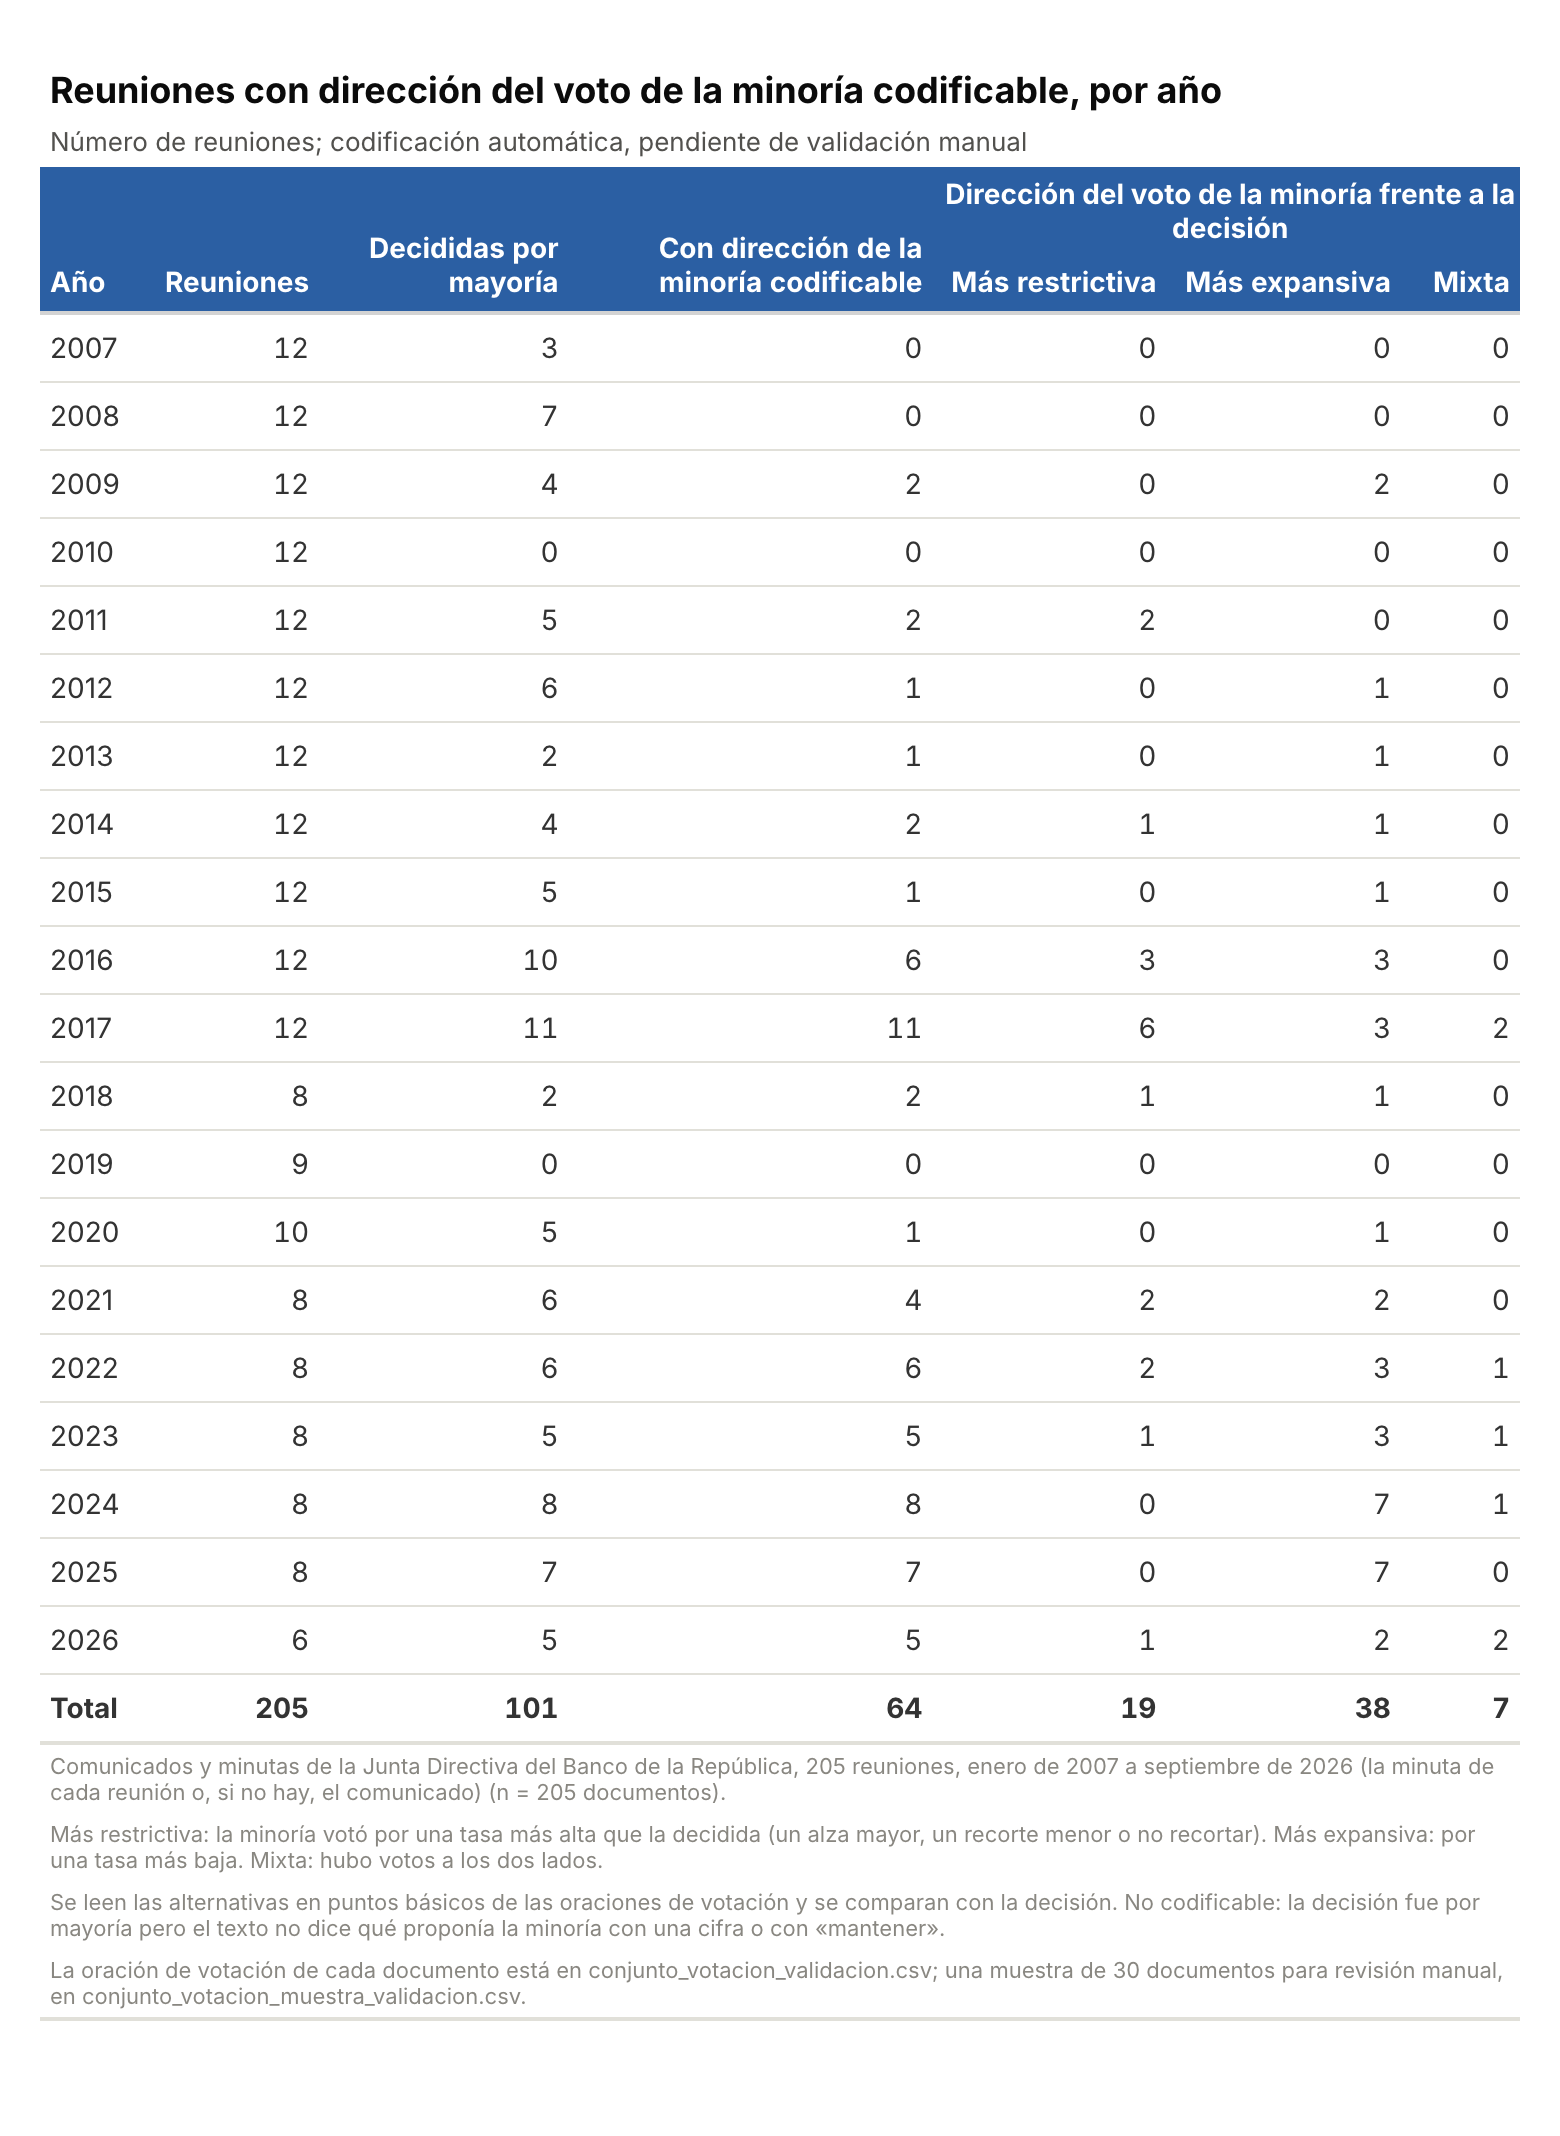 Reuniones con dirección del voto de la minoría codificable, por año
Número de reuniones; codificación automática, pendiente de validación manual
Dirección del voto de la minoría frente a la
decisión
Decididas por Con dirección de la
Año Reuniones mayoría minoría codificable Más restrictiva Más expansiva Mixta
2007 12 3 0 0 0 0
2008 12 7 0 0 0 0
2009 12 4 2 0 2 0
2010 12 0 0 0 0 0
2011 12 5 2 2 0 0
2012 12 6 1 0 1 0
2013 12 2 1 0 1 0
2014 12 4 2 1 1 0
2015 12 5 1 0 1 0
2016 12 10 6 3 3 0
2017 12 11 11 6 3 2
2018 8 2 2 1 1 0
2019 9 0 0 0 0 0
2020 10 5 1 0 1 0
2021 8 6 4 2 2 0
2022 8 6 6 2 3 1
2023 8 5 5 1 3 1
2024 8 8 8 0 7 1
2025 8 7 7 0 7 0
2026 6 5 5 1 2 2
Total 205 101 64 19 38 7
Comunicados y minutas de la Junta Directiva del Banco de la República, 205 reuniones, enero de 2007 a septiembre de 2026 (la minuta de
cada reunión o, si no hay, el comunicado) (n = 205 documentos).
Más restrictiva: la minoría votó por una tasa más alta que la decidida (un alza mayor, un recorte menor o no recortar). Más expansiva: por
una tasa más baja. Mixta: hubo votos a los dos lados.
Se leen las alternativas en puntos básicos de las oraciones de votación y se comparan con la decisión. No codificable: la decisión fue por
mayoría pero el texto no dice qué proponía la minoría con una cifra o con «mantener».
La oración de votación de cada documento está en conjunto_votacion_validacion.csv; una muestra de 30 documentos para revisión manual,
en conjunto_votacion_muestra_validacion.csv.